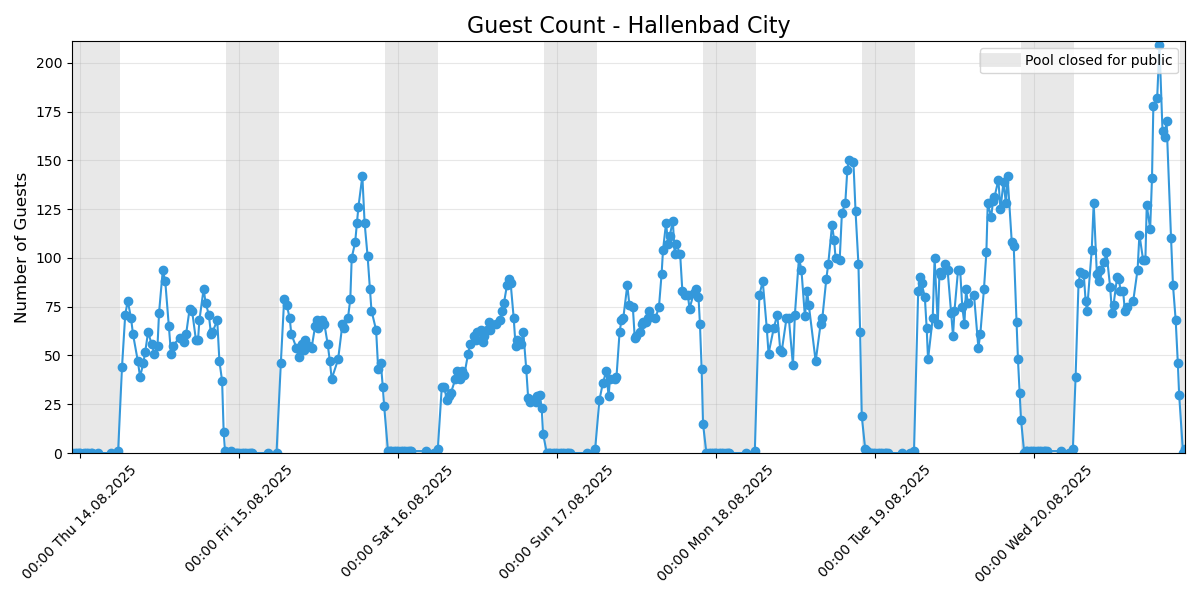 Guest Count - Hallenbad City
Pool closed for public
Number of Guests
200
175
150
125
100
75
50
25
0
00:00 Thu 14.08.2025
00:00 Fri 15.08.2025
00:00 Sat 16.08.2025
00:00 Sun 17.08.2025
00:00 Mon 18.08.2025
00:00 Tue 19.08.2025
00:00 Wed 20.08.2025